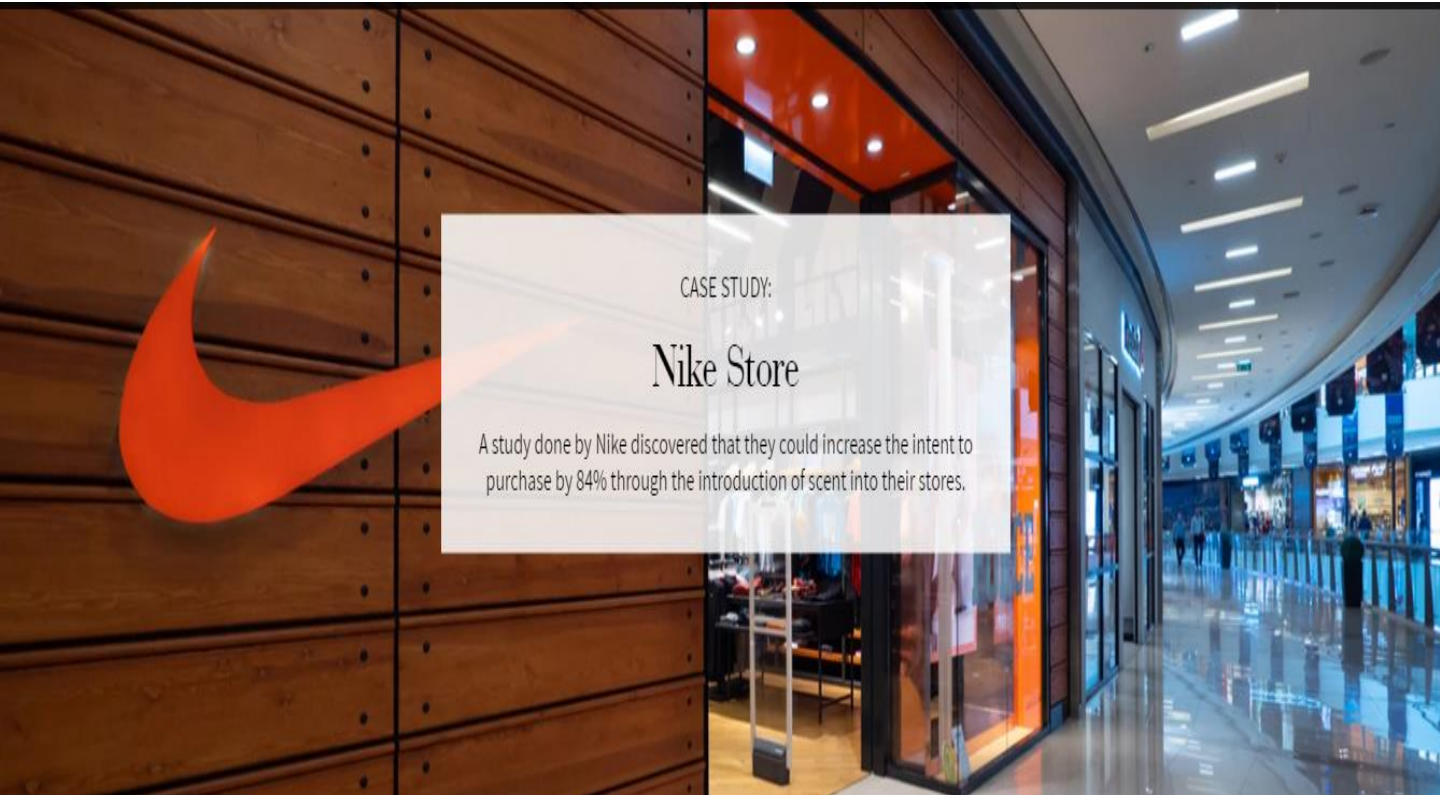 CASE STUDY:
Nike Store
A study done by Nike discovered that they could increase the intent to
purchase by 84% through the introduction of scent into their stores.